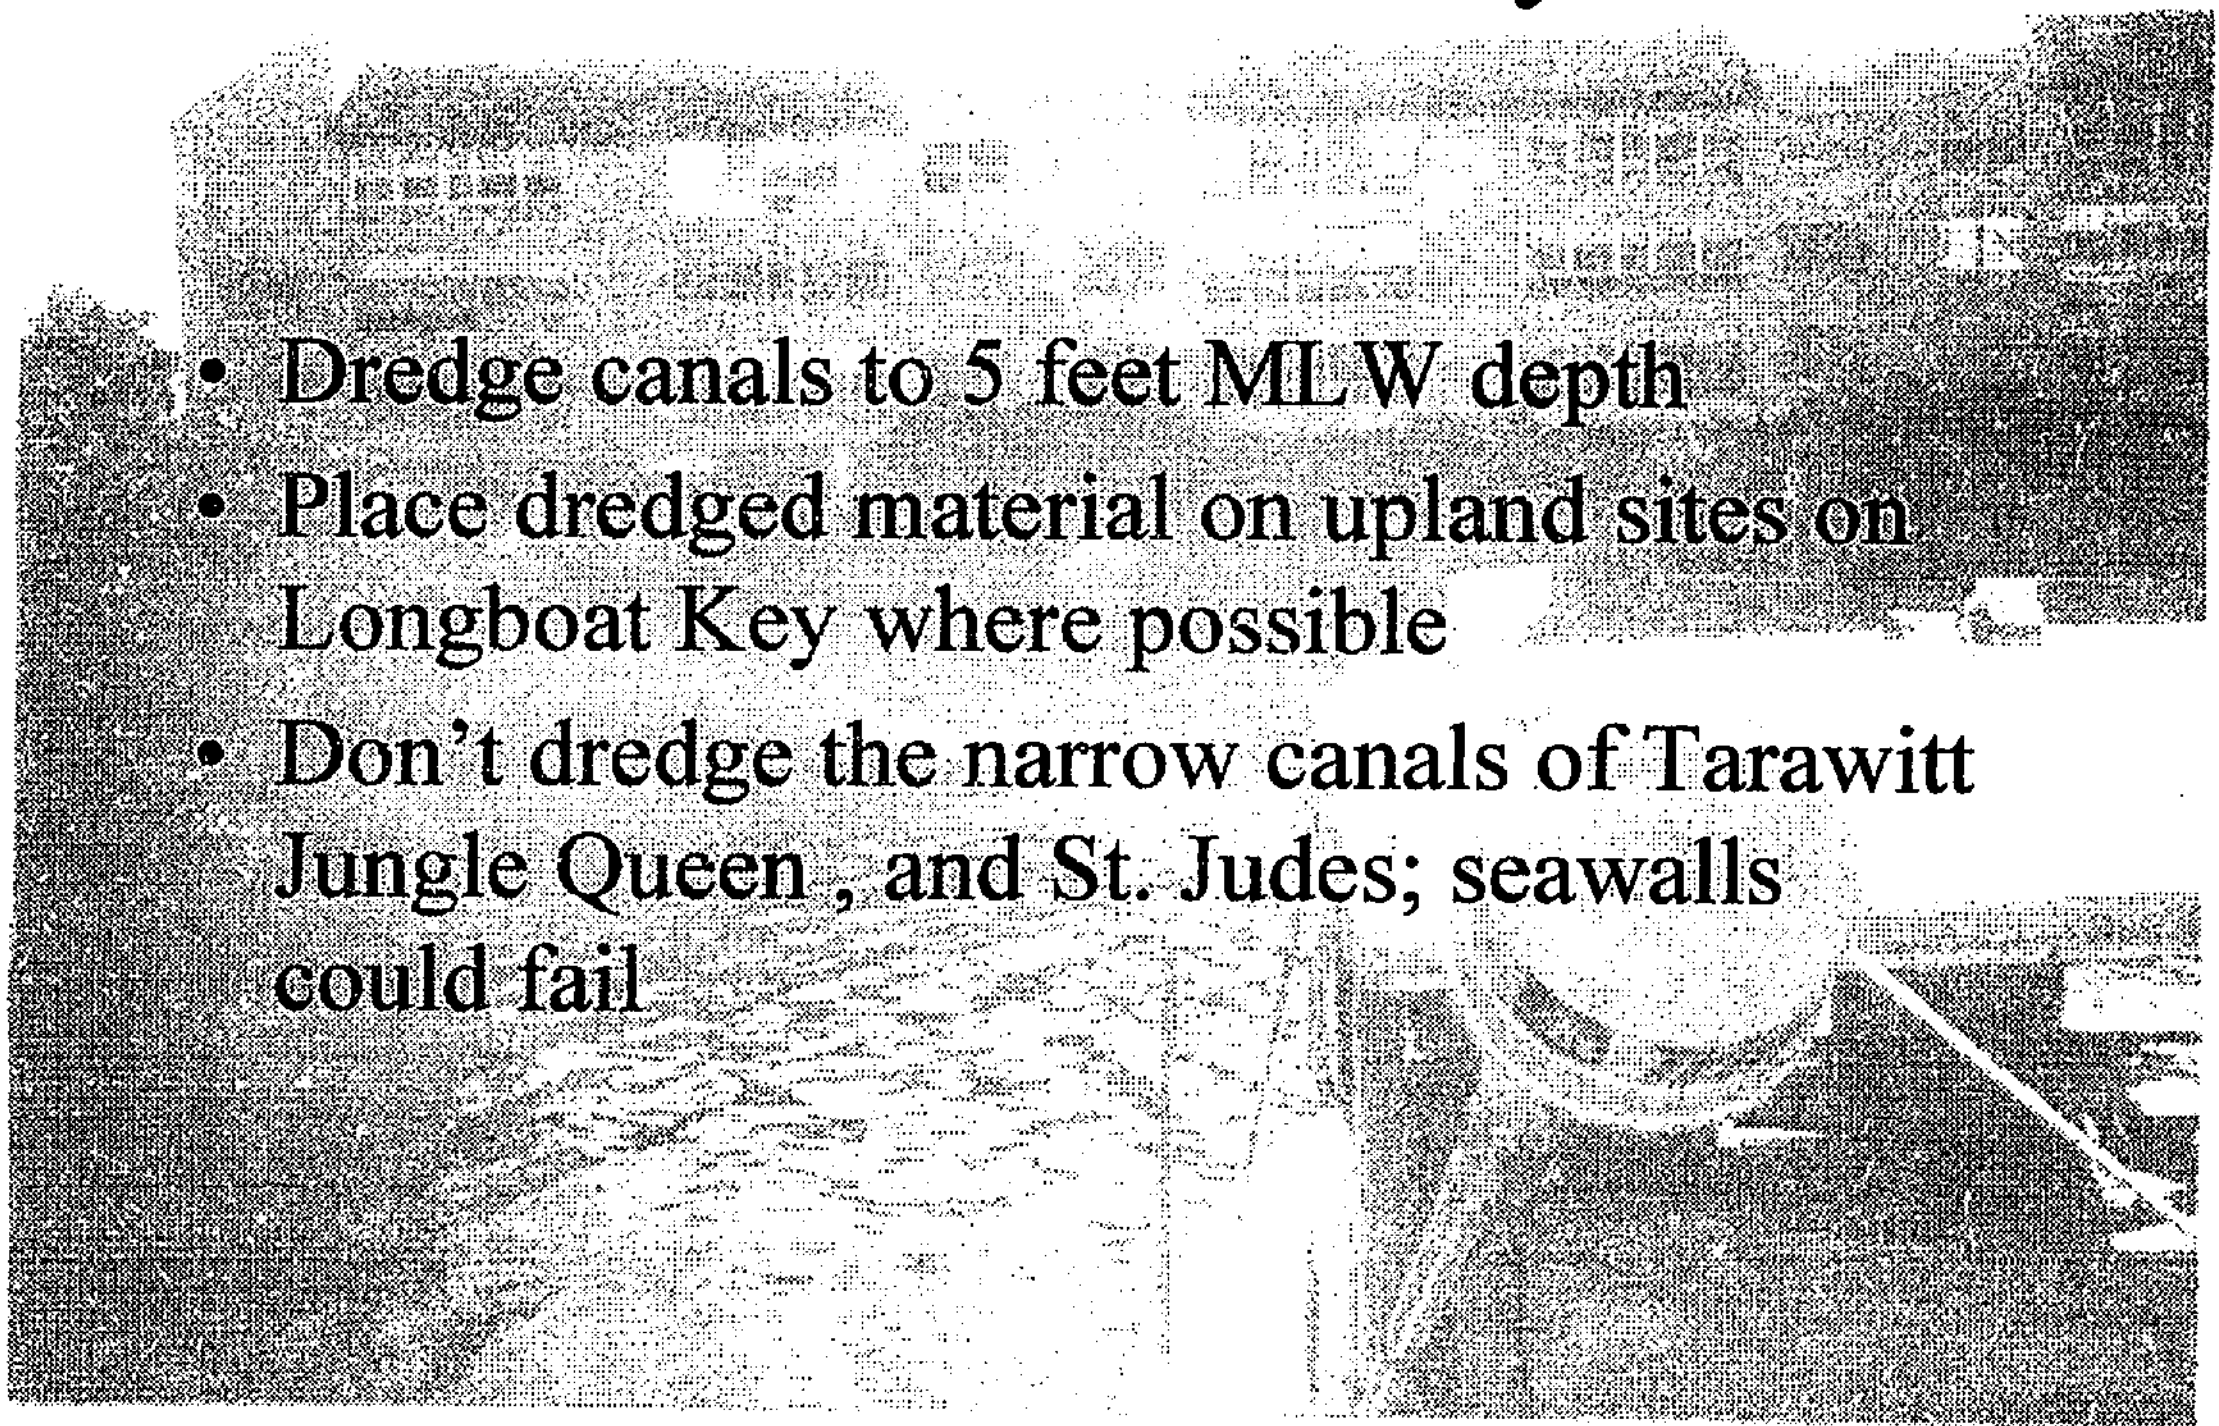 • Dredge canals to 5 feet MLW depth
• Place dredged material on upland sites on
Longboat Key where possible
• Don't dredge the narrow canals of Tarawitt
Jungle Queen , and St. Judes; seawalls
could fail